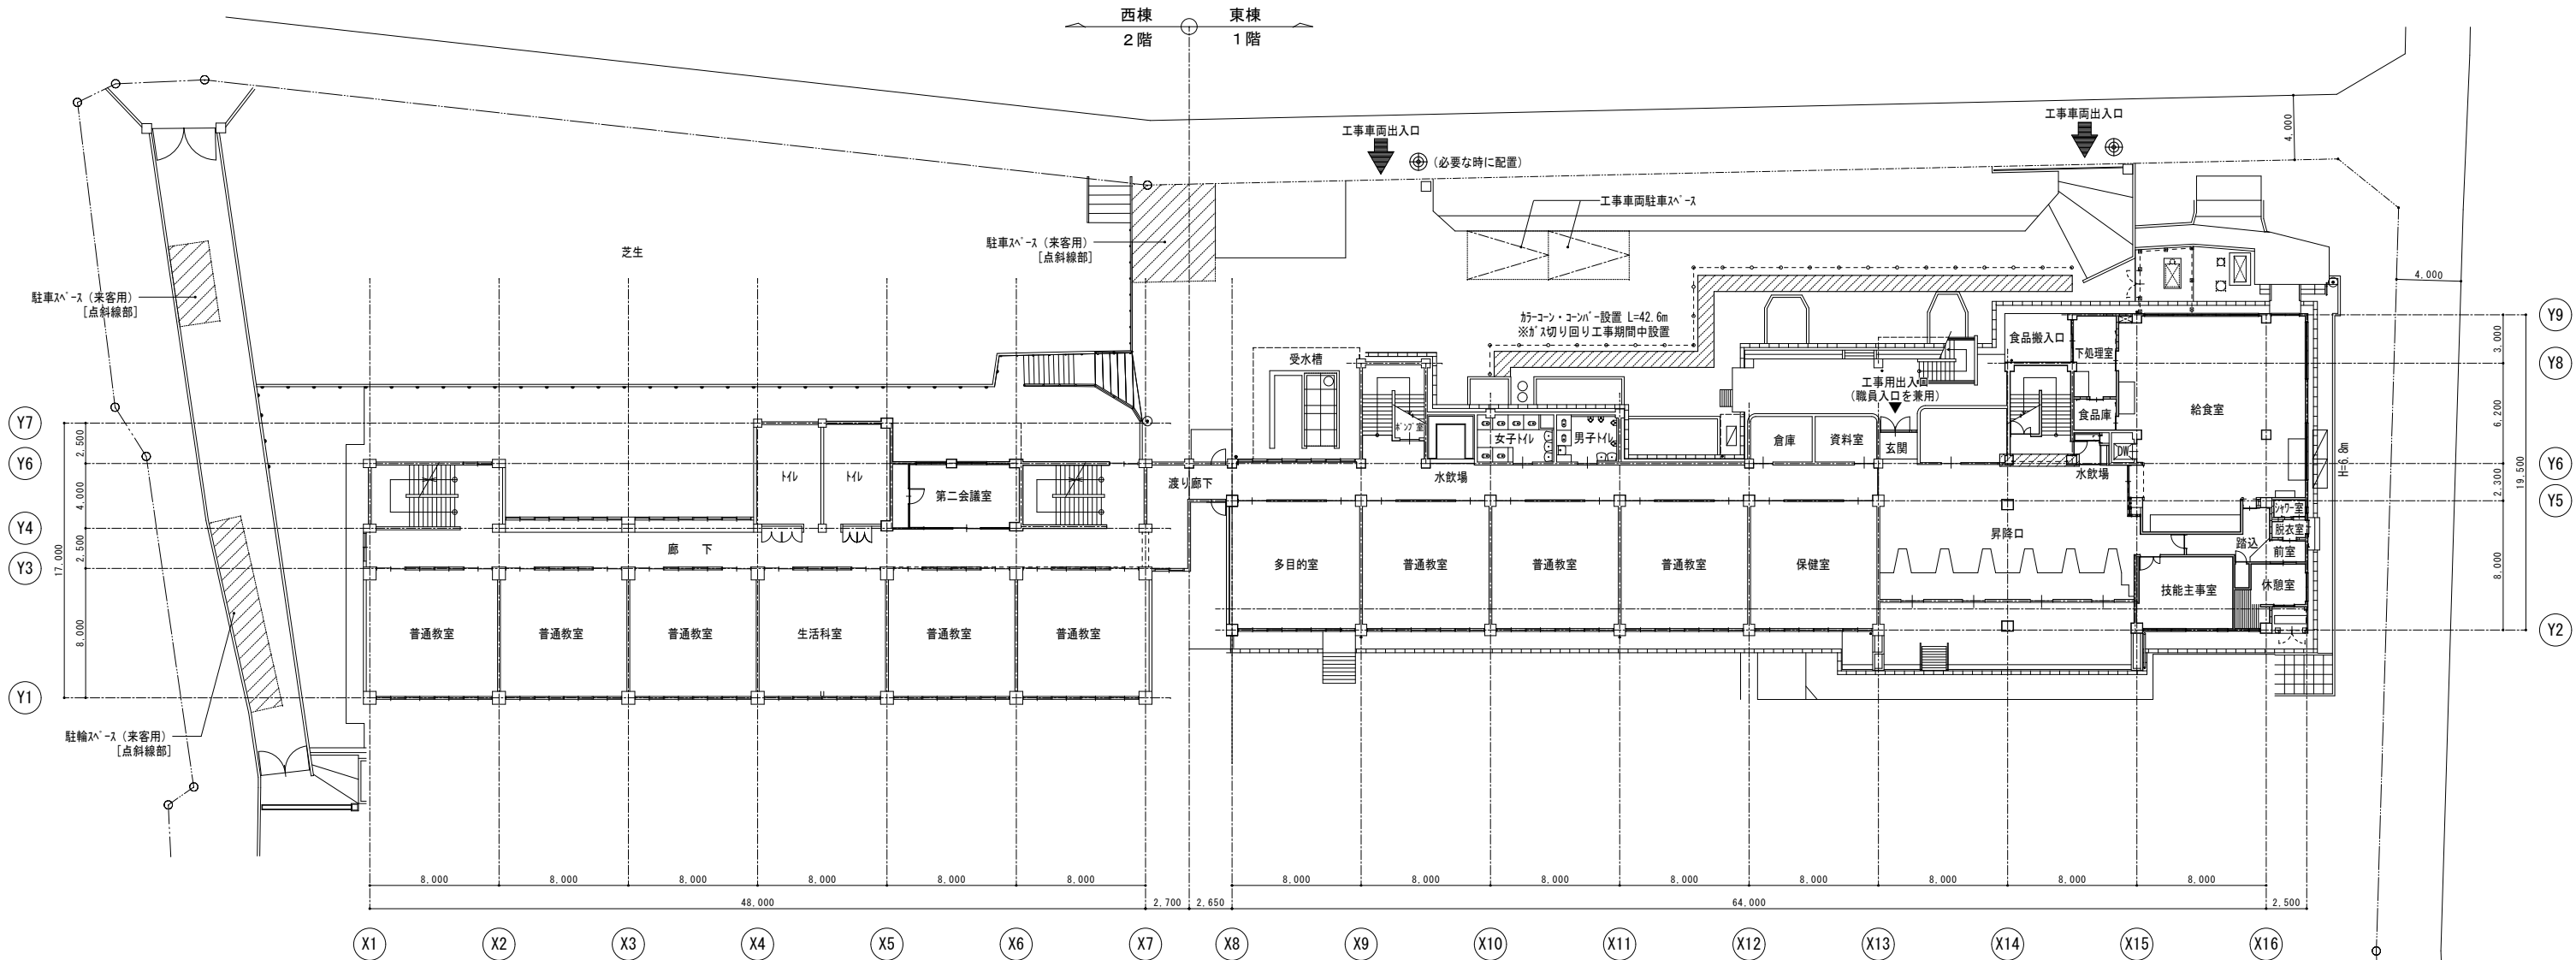 西棟 東棟
２階 １階
工事車両出入口
工事車両出入口
4,000
(必要な時に配置)
工事車両駐車ｽﾍﾟｰｽ
駐車ｽﾍﾟｰｽ（来客用）
[点斜線部]
芝生
4,000
駐車ｽﾍﾟｰｽ（来客用）
[点斜線部]
ｶﾗｰｺｰﾝ・ｺｰﾝﾊﾞｰ設置 L=42.6m
※ｶﾞｽ切り回り工事期間中設置
受水槽
食品搬入口
下処理室
Y9
3,000
Y8
工事用出入口
(職員入口を兼用)
食品庫
給食室
6,200
Y7
2,500
ﾎﾟﾝﾌﾟ室
女子ﾄｲﾚ
男子ﾄｲﾚ
倉庫
資料室
玄関
DW
Y6
Y6
水飲場
水飲場
渡り廊下
ﾄｲﾚ
ﾄｲﾚ
第二会議室
4,000
H=6.8m
2,300
19,500
Y5
Y4
ｼｬﾜｰ室
脱衣室
昇降口
踏込
前室
廊 下
2,500
17,000
Y3
多目的室
普通教室
普通教室
普通教室
保健室
技能主事室
休憩室
8,000
Y2
普通教室
普通教室
普通教室
生活科室
普通教室
普通教室
8,000
Y1
駐輪ｽﾍﾟｰｽ（来客用）
[点斜線部]
8,000 8,000 8,000 8,000 8,000 8,000 8,000 8,000 8,000 8,000 8,000 8,000 8,000 8,000
48,000 2,700 2,650 64,000 2,500
X1 X2 X3 X4 X5 X6 X7 X8 X9 X10 X11 X12 X13 X14 X15 X16